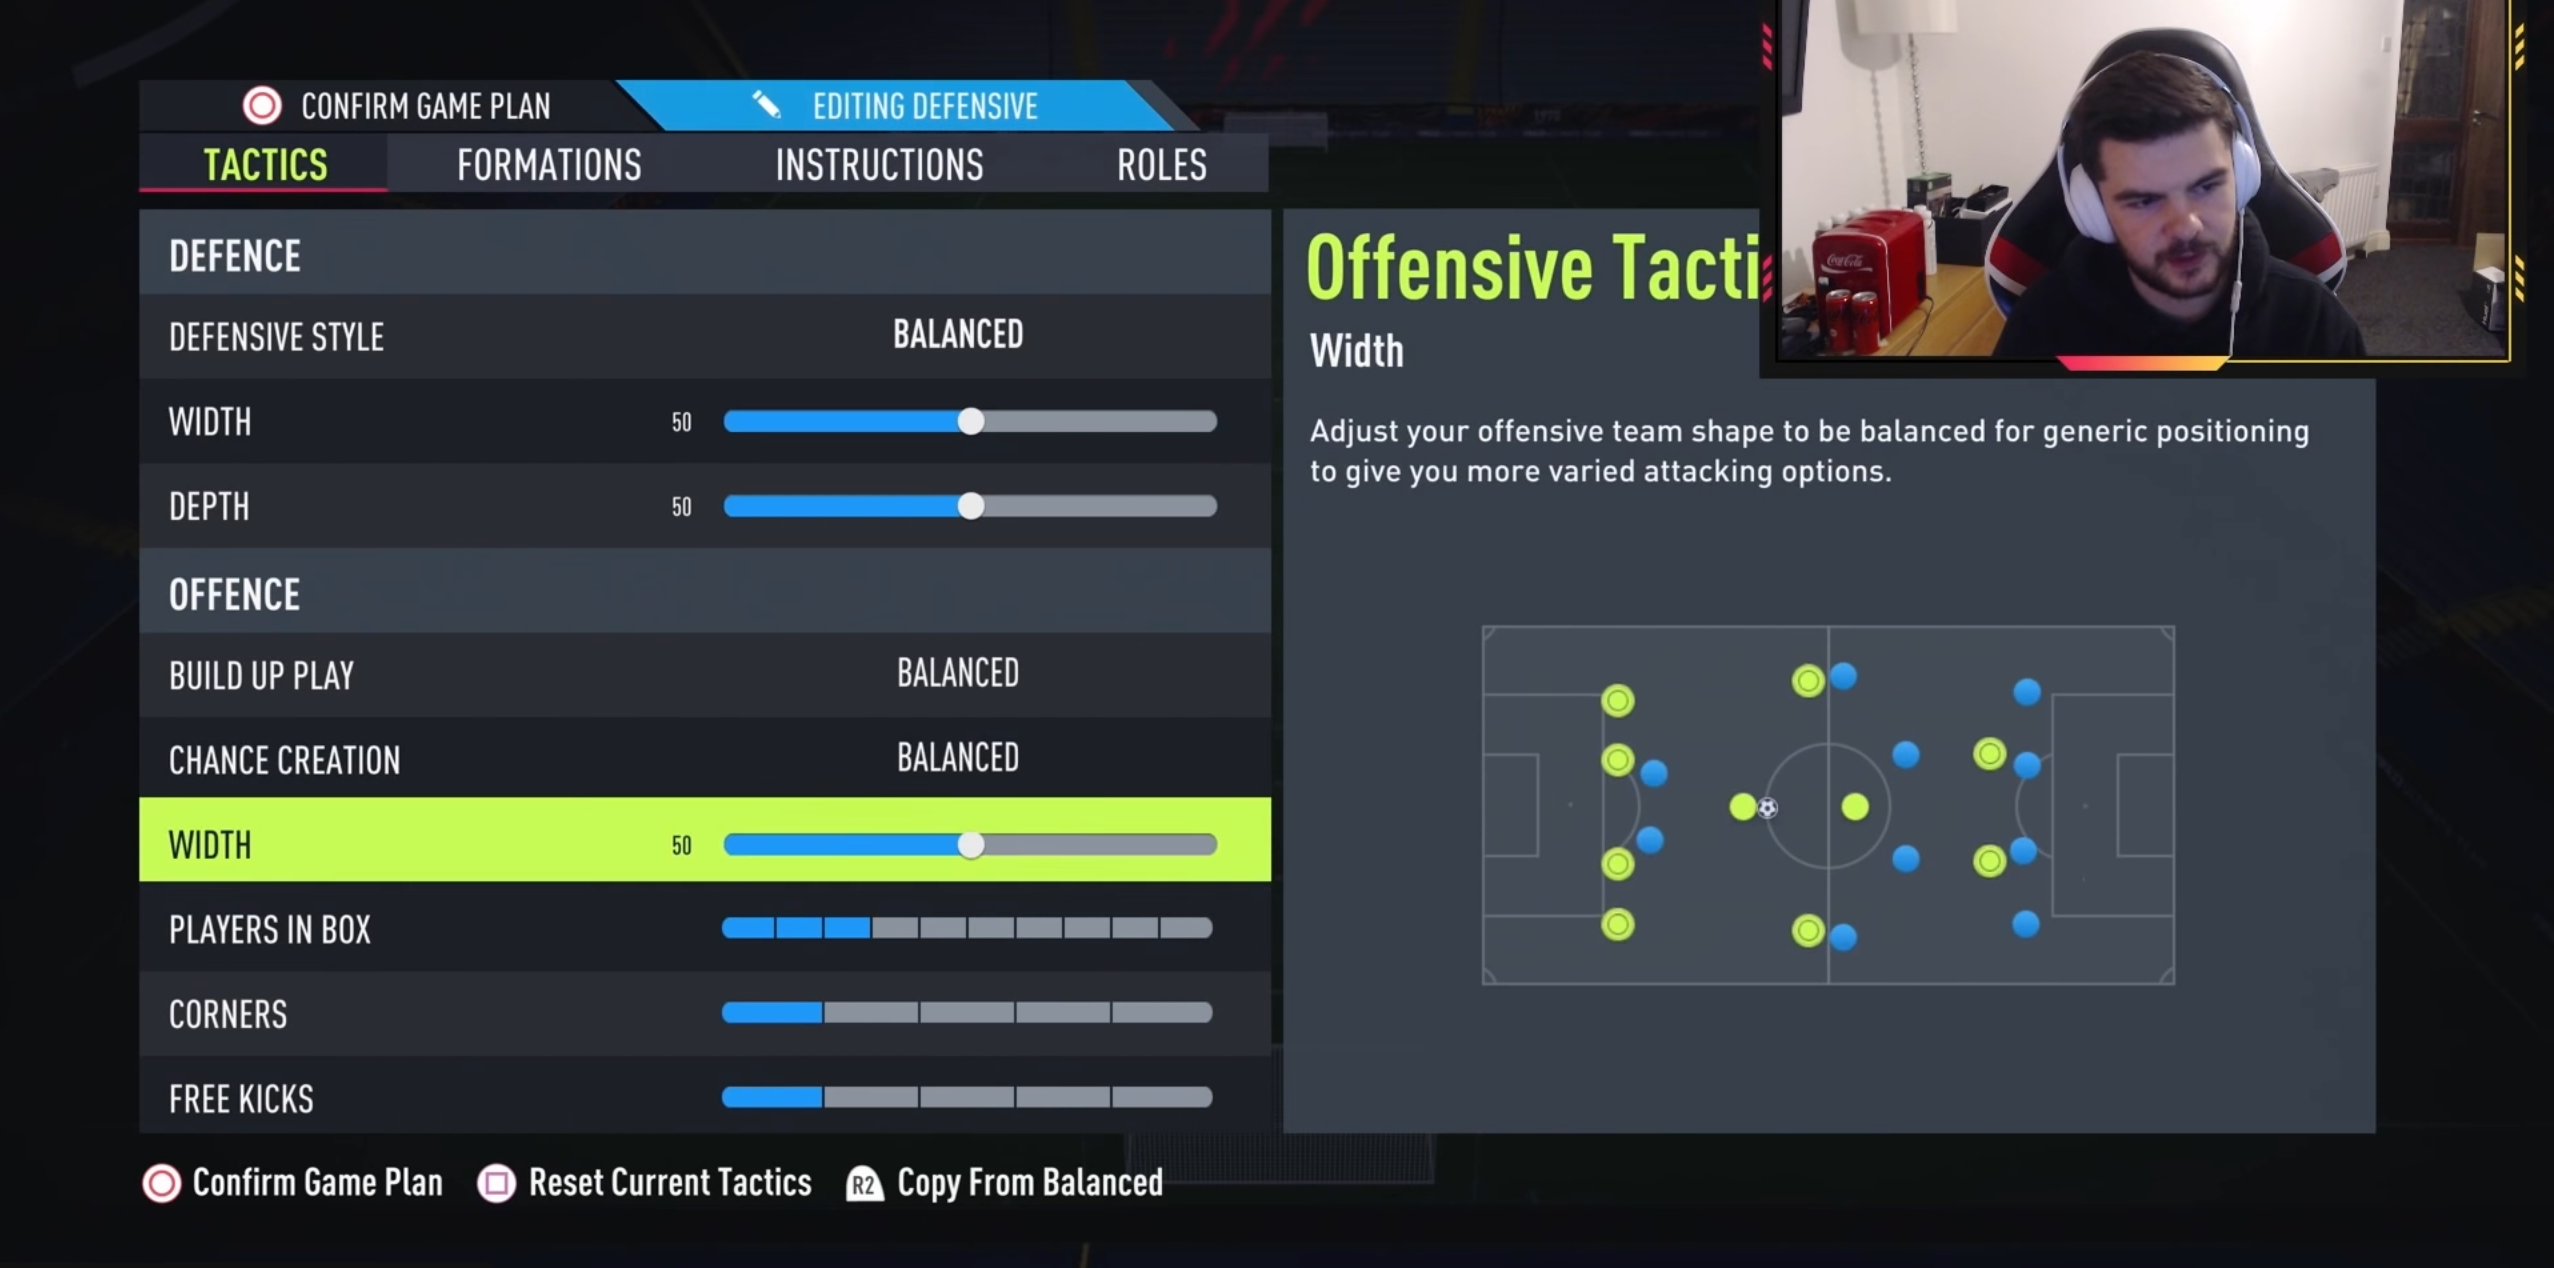 CONFIRM GAME PLAN
EDITING DEFENSIVE
TACTICS
FORMATIONS
INSTRUCTIONS
ROLES
DEFENCE
DEFENSIVE STYLE
BALANCED
WIDTH
50
DEPTH
50
OFFENCE
BUILD UP PLAY
BALANCED
CHANCE CREATION
BALANCED
WIDTH
50
PLAYERS IN BOX
CORNERS
FREE KICKS
Offensive Tacti
Width
Adjust your offensive team shape to be balanced for generic positioning
to give you more varied attacking options.
Coca-Cola
Confirm Game Plan
Reset Current Tactics
R2 Copy From Balanced